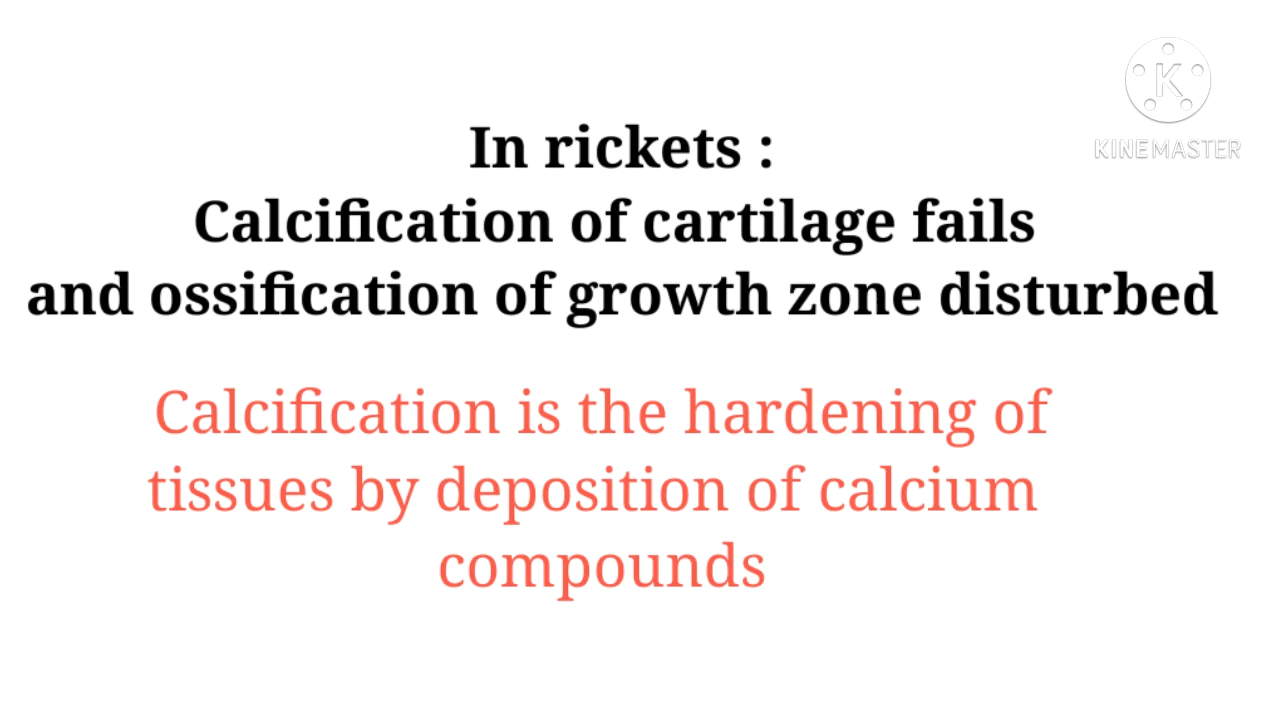 In rickets :
Calcification of cartilage fails
and ossification of growth zone disturbed
Calcification is the hardening of
tissues by deposition of calcium
compounds
K
KINEMASTER